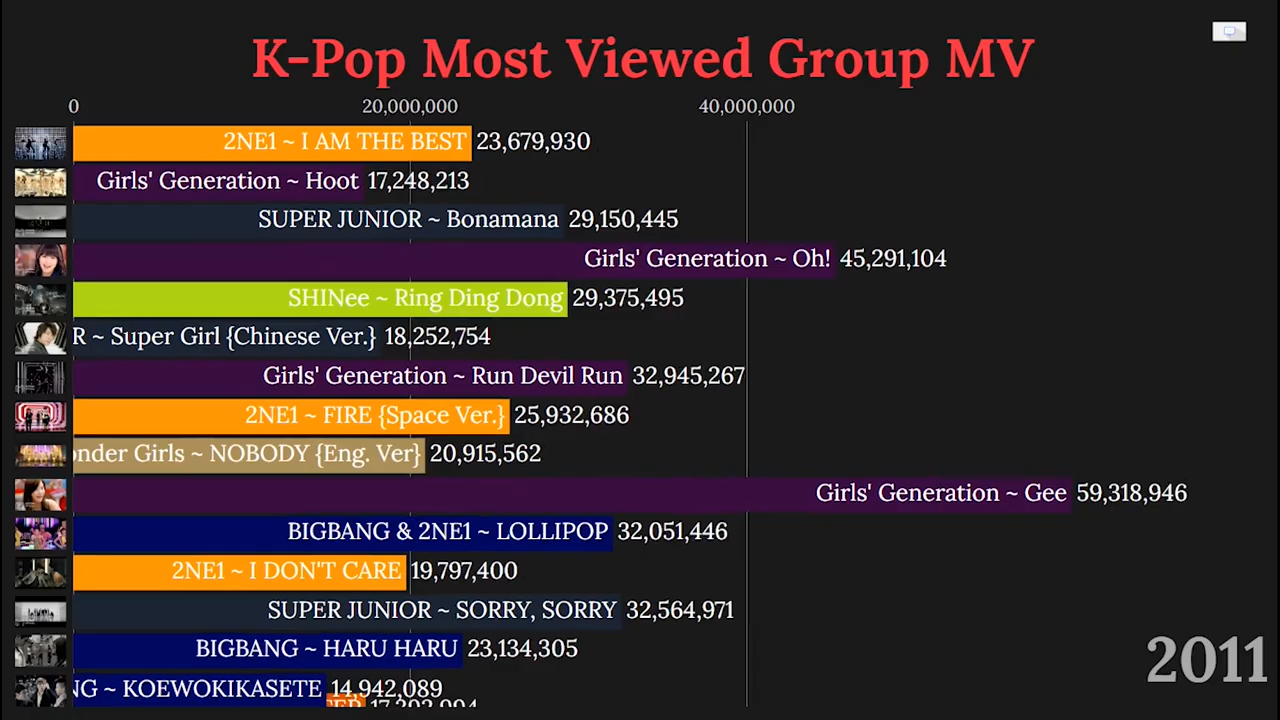 K-Pop Most Viewed Group MV
0 20,000,000 40,000,000
2NE1 ~ I AM THE BEST 23,679,930
Girls' Generation ~ Hoot 17,248,213
SUPER JUNIOR ~ Bonamana 29,150,445
Girls' Generation ~ Oh! 45,291,104
SHINee ~ Ring Ding Dong 29,375,495
R ~ Super Girl {Chinese Ver.} 18,252,754
Girls' Generation ~ Run Devil Run 32,945,267
2NE1 ~ FIRE {Space Ver.} 25,932,686
onder Girls ~ NOBODY {Eng. Ver} 20,915,562
Girls' Generation ~ Gee 59,318,946
BIGBANG & 2NE1 ~ LOLLIPOP 32,051,446
2NE1 ~ I DON'T CARE 19,797,400
SUPER JUNIOR ~ SORRY, SORRY 32,564,971
BIGBANG ~ HARU HARU 23,134,305
NG ~ KOEWOKIKASETE 14,942,089
2011